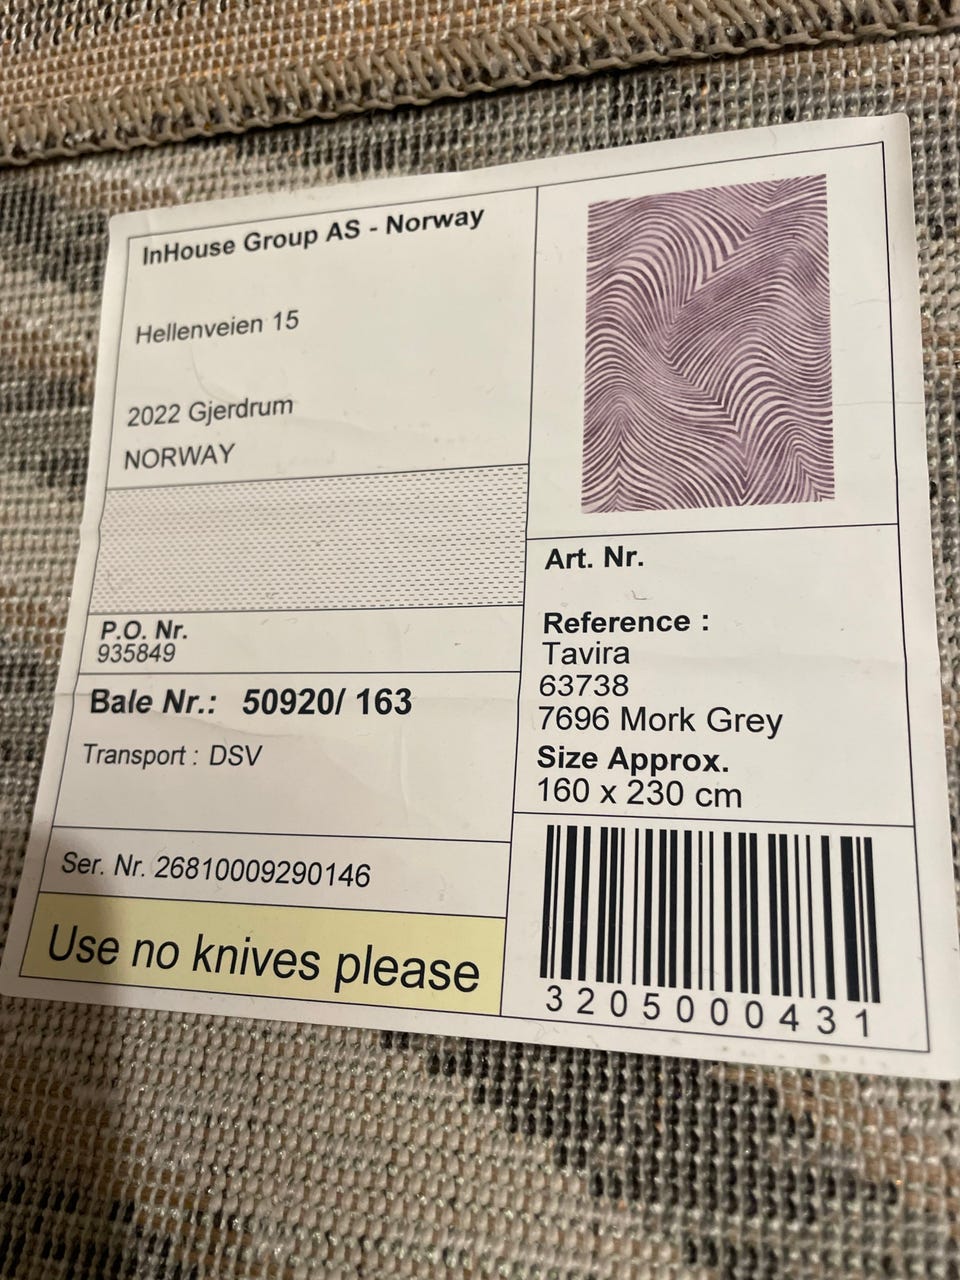 InHouse Group AS - Norway
Hellenveien 15
2022 Gjerdrum
NORWAY
P.O. Nr.
935849
Bale Nr.: 50920/ 163
Transport : DSV
Ser. Nr. 26810009290146
Use no knives please
Art. Nr.
Reference :
Tavira
63738
7696 Mork Grey
Size Approx.
160 x 230 cm
3205000431